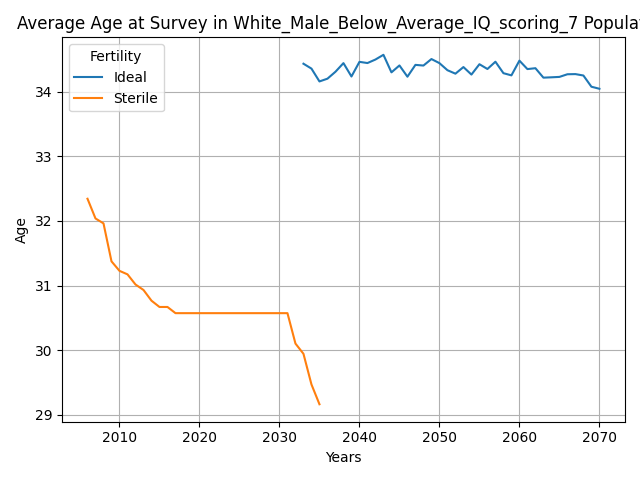 Average Age at Survey in White_Male_Below_Average_IQ_scoring_7 Populat
Fertility
Ideal
Sterile
34
33
32
31
30
29
Age
2010 2020 2030 2040 2050 2060 2070
Years